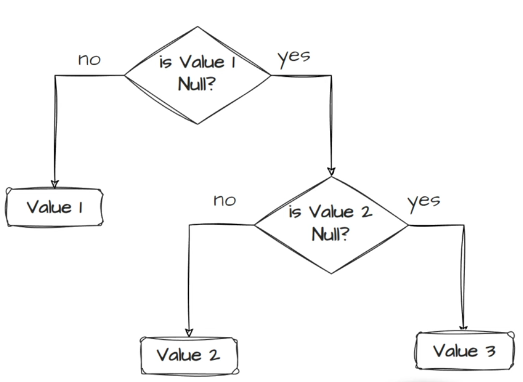 no
is Value 1
Null?
yes
Value 1
no
is Value 2
Null?
yes
Value 2
Value 3